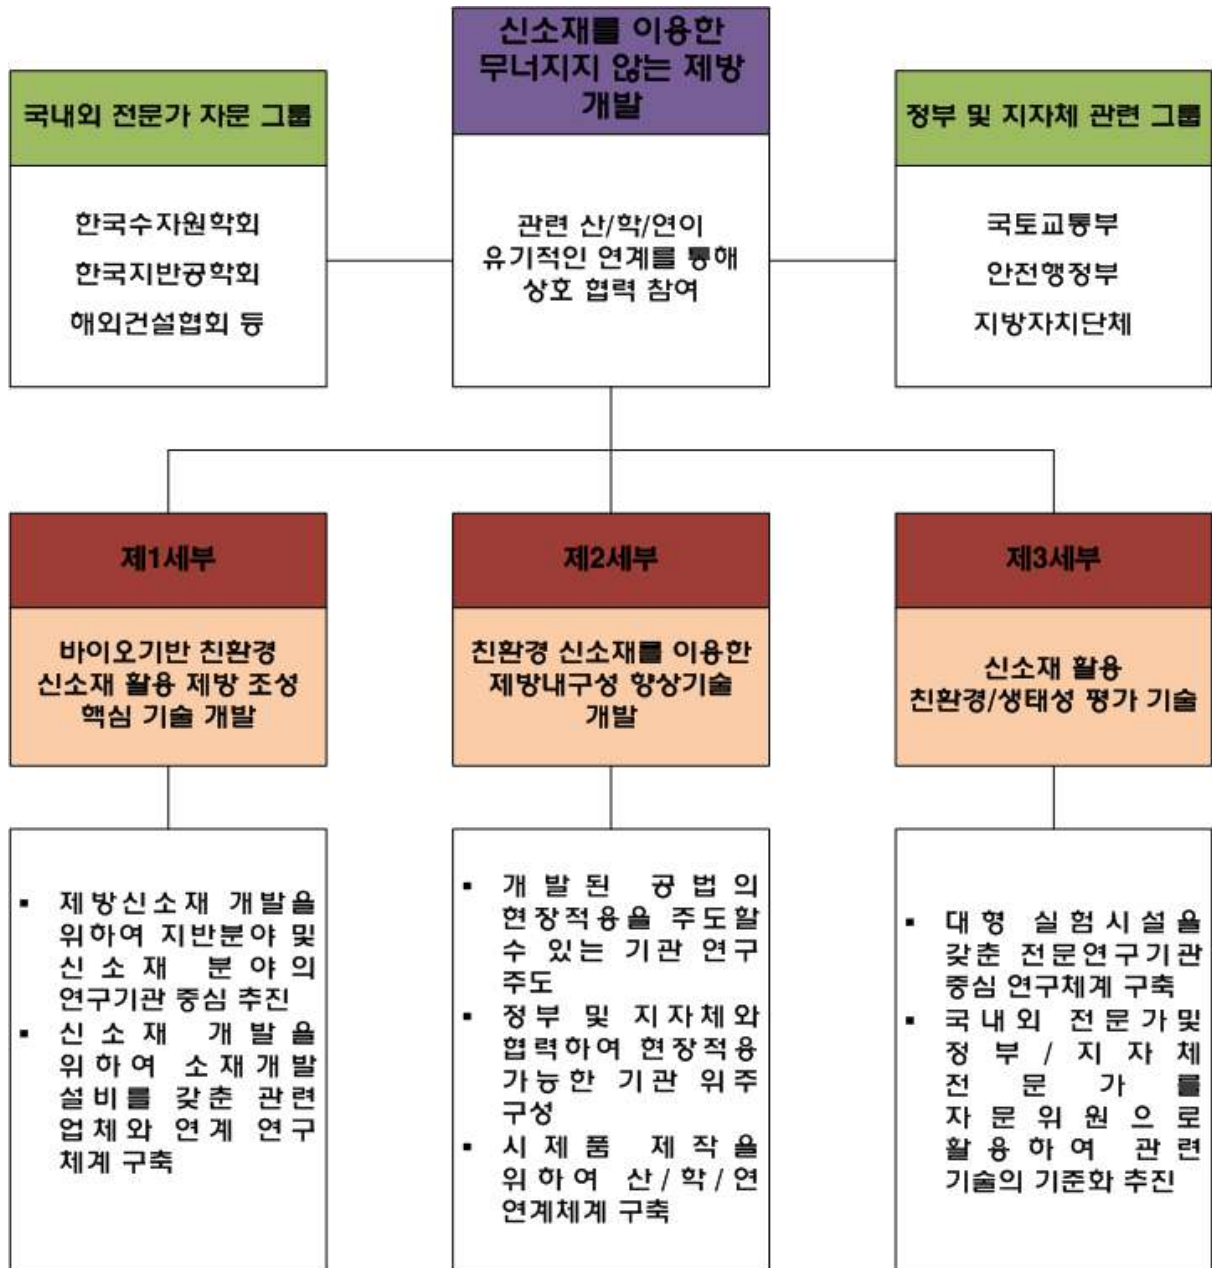 신소재를 이용한
무너지지 않는 제방
개발
관련 산/학/연이
유기적인 연계를 통해
상호 협력 참여
국내외 전문가 자문 그룹
한국수자원학회
한국지반공학회
해외건설협회 등
정부 및 지자체 관련 그룹
국토교통부
안전행정부
지방자치단체
제1세부
바이오기반 친환경
신소재 활용 제방 조성
핵심 기술 개발
▪ 제방신소재 개발을
위하여 지반분야 및
신소재 분야의
연구기관 중심 추진
▪ 신소재 개발을
위하여 소재개발
설비를 갖춘 관련
업체와 연계 연구
체계 구축
제2세부
친환경 신소재를 이용한
제방내구성 향상기술
개발
▪ 개발된 공법의
현장적용을 주도할
수 있는 기관 연구
주도
▪ 정부 및 지자체와
협력하여 현장적용
가능한 기관 위주
구성
▪ 시제품 제작을
위하여 산/학/연
연계체계 구축
제3세부
신소재 활용
친환경/생태성 평가 기술
▪ 대형 실험시설을
갖춘 전문연구기관
중심 연구체계 구축
▪ 국내외 전문가및
정부/지자체
전문가를
자문위원으로
활용하여 관련
기술의 기준화 추진